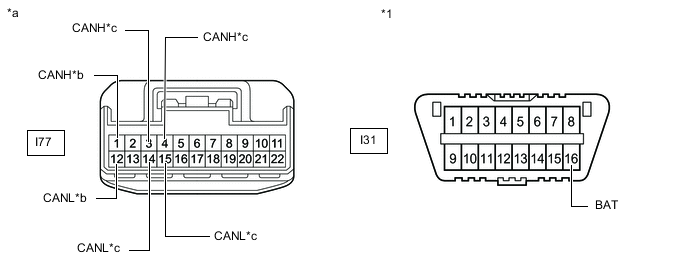 *a
*1
CANH*c
CANH*c
CANH*b
I77
1 2 3 4 5 6 7 8 9 10 11
12 13 14 15 16 17 18 19 20 21 22
CANL*b
CANL*c
CANL*c
I31
1 2 3 4 5 6 7 8
9 10 11 12 13 14 15 16
BAT